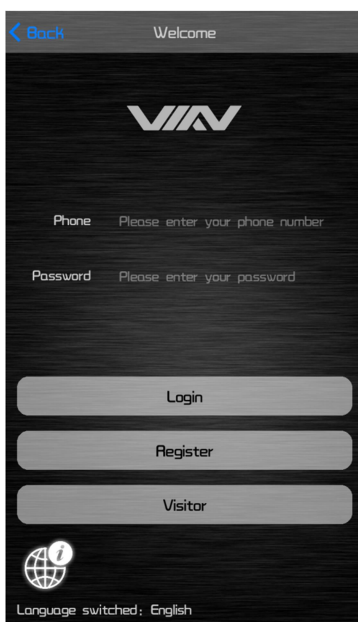 Back Welcome
VIAV
Phone Please enter your phone number
Password Please enter your password
Login
Register
Visitor
i
Language switched: English